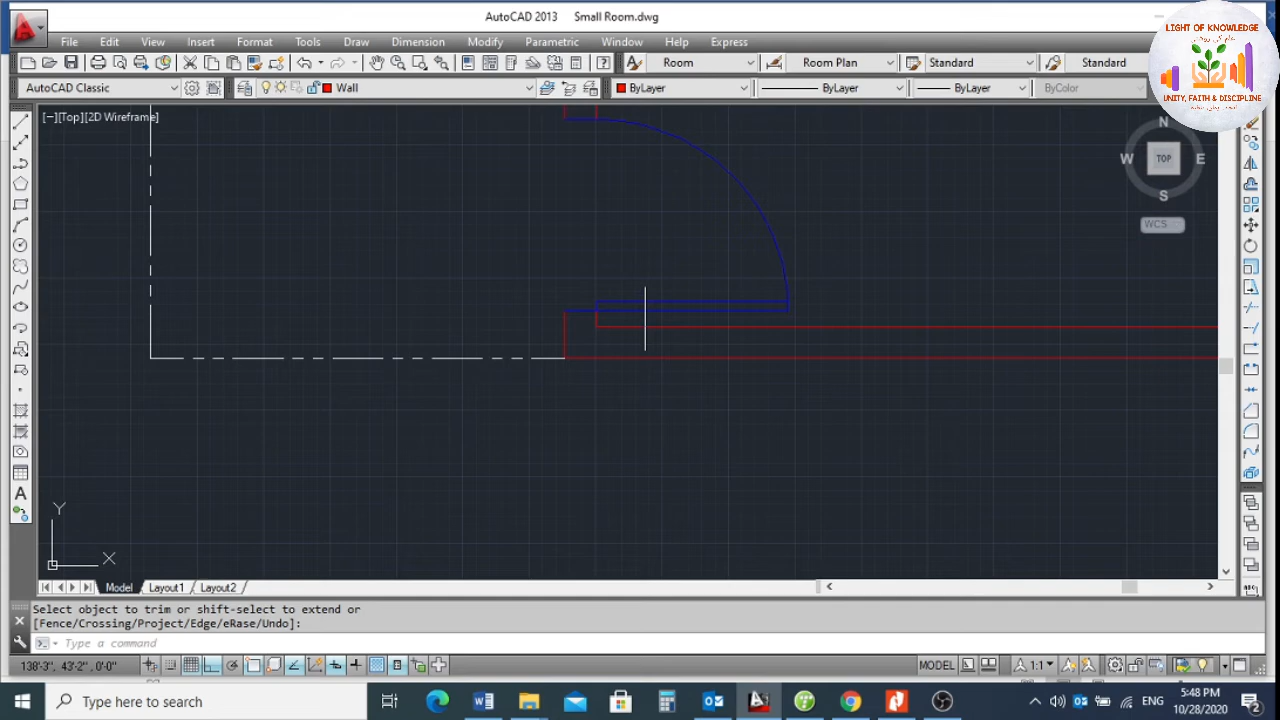 AutoCAD 2013 Small Room.dwg
LIGHT OF KNOWLEDGE
UNITY, FAITH & DISCIPLINE
File Edit View Insert Format Tools Draw Dimension Modify Parametric Window Help Express
Room Room Plan Standard Standard
AutoCAD Classic Wall ByLayer ByLayer ByLayer ByColor
[−][Top][2D Wireframe]
N
W TOP E
S
WCS
Y
X
Model Layout1 Layout2
Select object to trim or shift-select to extend or
[Fence/Crossing/Project/Edge/eRase/Undo]:
Type a command
138'-3", 43'-2", 0'-0" MODEL 1:1
Type here to search
ENG
5:48 PM
10/28/2020
2